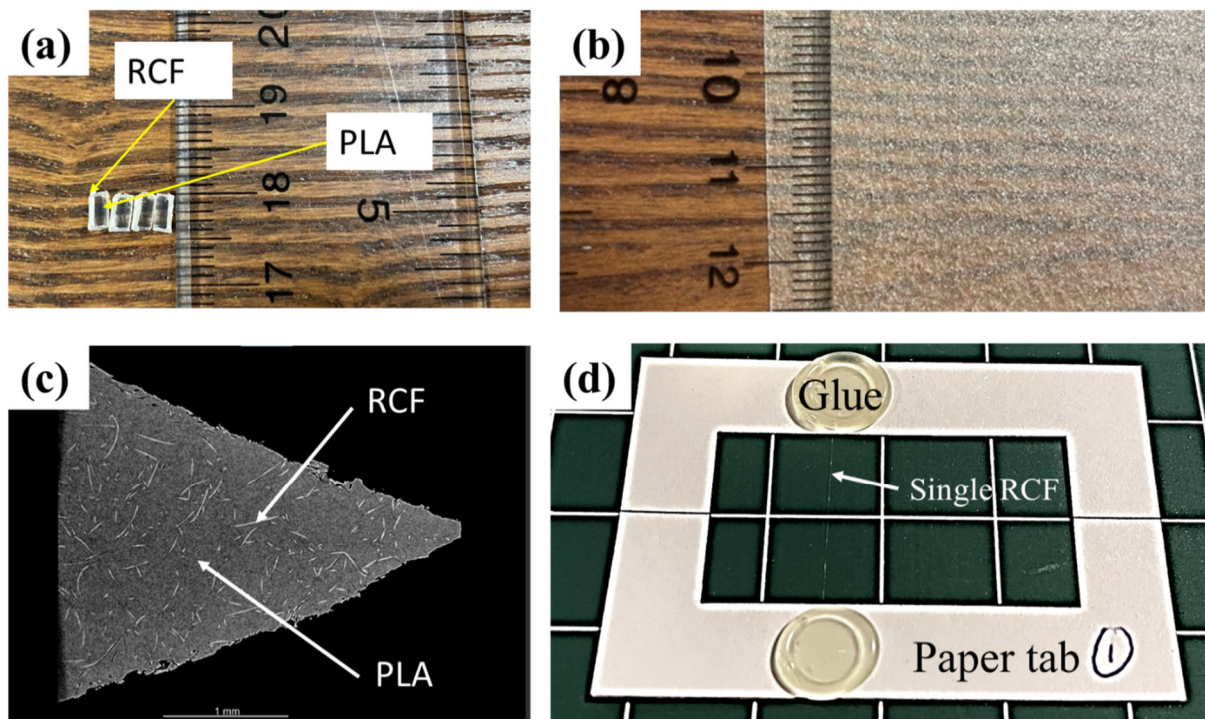 (a)
RCF
PLA
20
19
18
17
5
(b)
8
10
11
12
(c)
RCF
PLA
1 mm
(d)
Glue
Single RCF
Paper tab 1